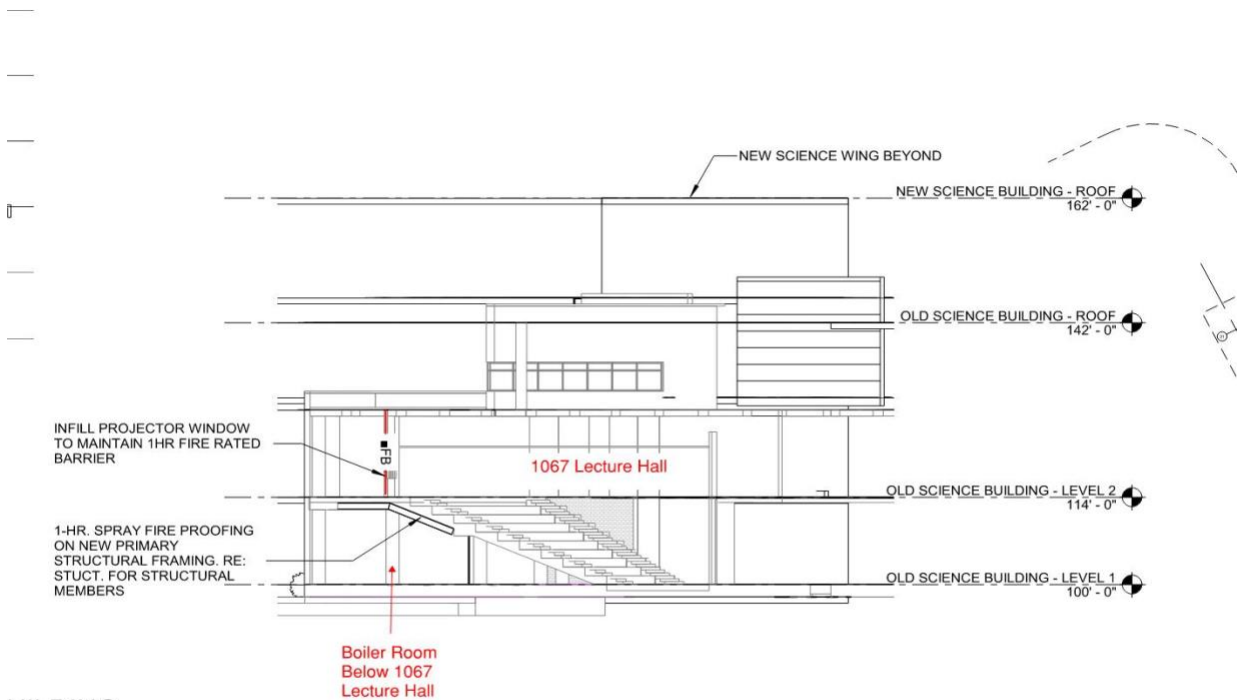 NEW SCIENCE WING BEYOND
NEW SCIENCE BUILDING - ROOF
162' - 0"
OLD SCIENCE BUILDING - ROOF
142' - 0"
INFILL PROJECTOR WINDOW
TO MAINTAIN 1HR FIRE RATED
BARRIER
FB
1067 Lecture Hall
OLD SCIENCE BUILDING - LEVEL 2
114' - 0"
1-HR. SPRAY FIRE PROOFING
ON NEW PRIMARY
STRUCTURAL FRAMING. RE:
STUCT. FOR STRUCTURAL
MEMBERS
OLD SCIENCE BUILDING - LEVEL 1
100' - 0"
Boiler Room
Below 1067
Lecture Hall